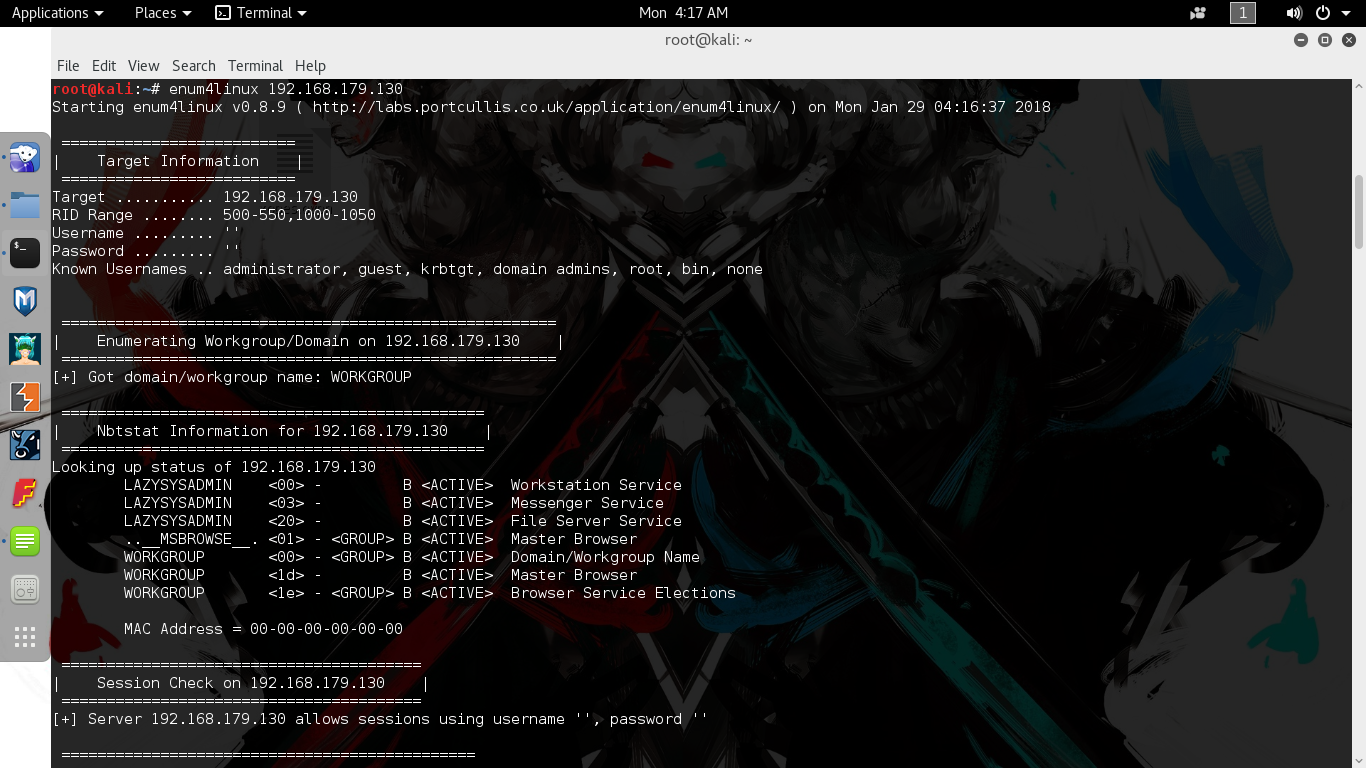 Applications Places Terminal Mon 4:17 AM 1
root@kali: ~
File Edit View Search Terminal Help
root@kali:~# enum4linux 192.168.179.130
Starting enum4linux v0.8.9 ( http://labs.portcullis.co.uk/application/enum4linux/ ) on Mon Jan 29 04:16:37 2018
==========================
|    Target Information    |
==========================
Target ........... 192.168.179.130
RID Range ........ 500-550,1000-1050
Username ......... ''
Password ......... ''
Known Usernames .. administrator, guest, krbtgt, domain admins, root, bin, none
=======================================================
|    Enumerating Workgroup/Domain on 192.168.179.130    |
=======================================================
[+] Got domain/workgroup name: WORKGROUP
===============================================
|    Nbtstat Information for 192.168.179.130    |
===============================================
Looking up status of 192.168.179.130
LAZYSYSADMIN    <00> -         B <ACTIVE>  Workstation Service
LAZYSYSADMIN    <03> -         B <ACTIVE>  Messenger Service
LAZYSYSADMIN    <20> -         B <ACTIVE>  File Server Service
..__MSBROWSE__. <01> - <GROUP> B <ACTIVE>  Master Browser
WORKGROUP       <00> - <GROUP> B <ACTIVE>  Domain/Workgroup Name
WORKGROUP       <1d> -         B <ACTIVE>  Master Browser
WORKGROUP       <1e> - <GROUP> B <ACTIVE>  Browser Service Elections
MAC Address = 00-00-00-00-00-00
========================================
|    Session Check on 192.168.179.130    |
========================================
[+] Server 192.168.179.130 allows sessions using username '', password ''
==============================================